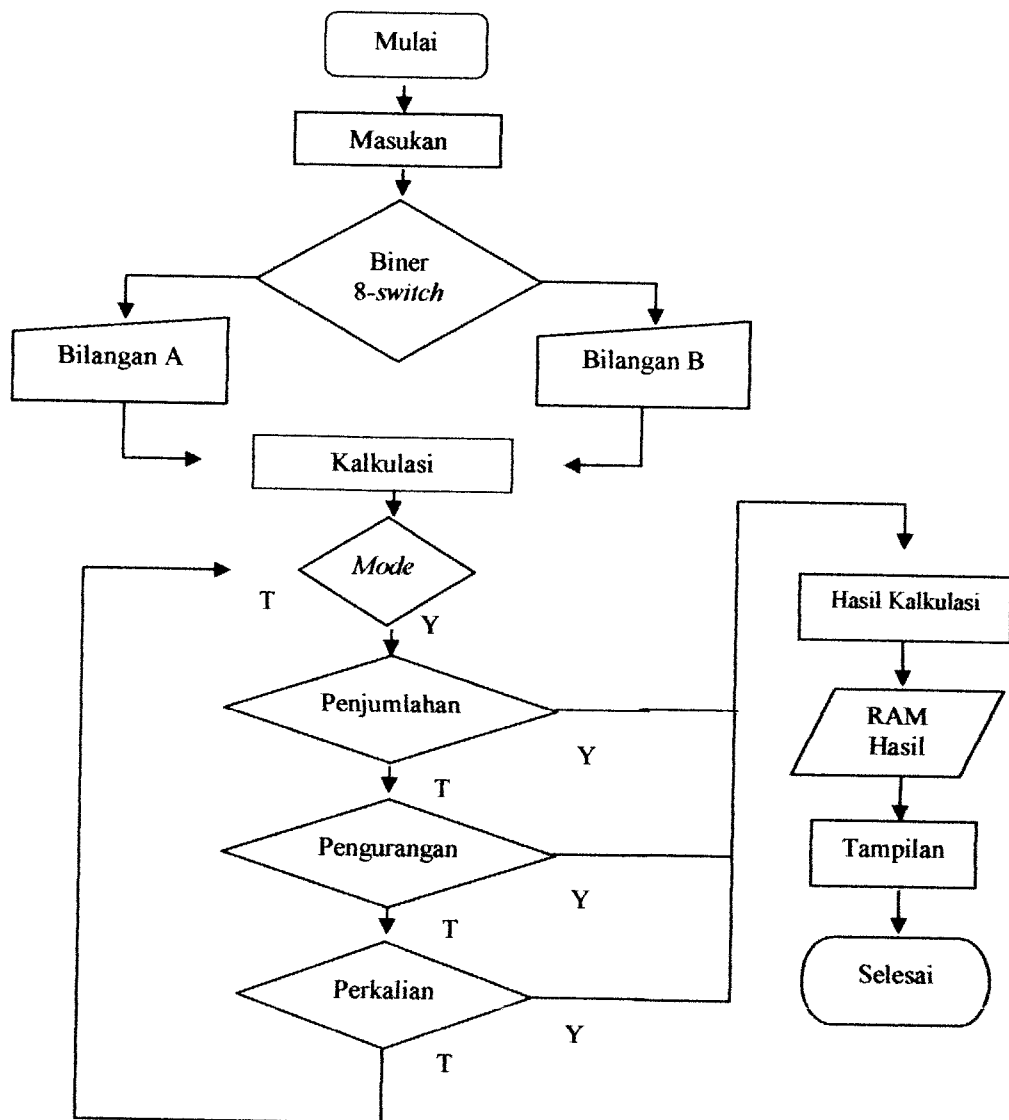 Mulai
Masukan
Biner
8-switch
Bilangan A
Bilangan B
Kalkulasi
Mode
T
Y
Penjumlahan
Y
T
Pengurangan
Y
T
Perkalian
Y
T
Hasil Kalkulasi
RAM
Hasil
Tampilan
Selesai